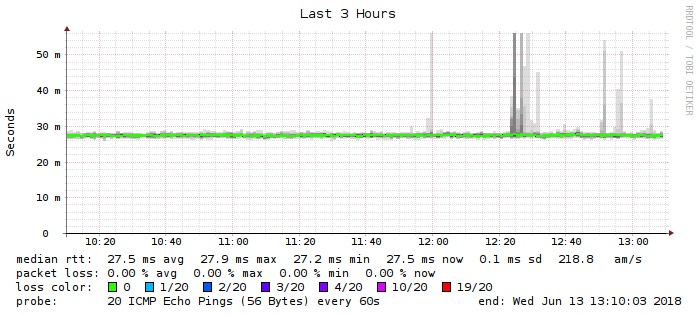 Last 3 Hours
RRDTOOL / TOBI OETIKER
Seconds
50 m
40 m
30 m
20 m
10 m
0
10:20 10:40 11:00 11:20 11:40 12:00 12:20 12:40 13:00
median rtt: 27.5 ms avg 27.9 ms max 27.2 ms min 27.5 ms now 0.1 ms sd 218.8 am/s
packet loss: 0.00 % avg 0.00 % max 0.00 % min 0.00 % now
loss color: 0 1/20 2/20 3/20 4/20 10/20 19/20
probe: 20 ICMP Echo Pings (56 Bytes) every 60s end: Wed Jun 13 13:10:03 2018